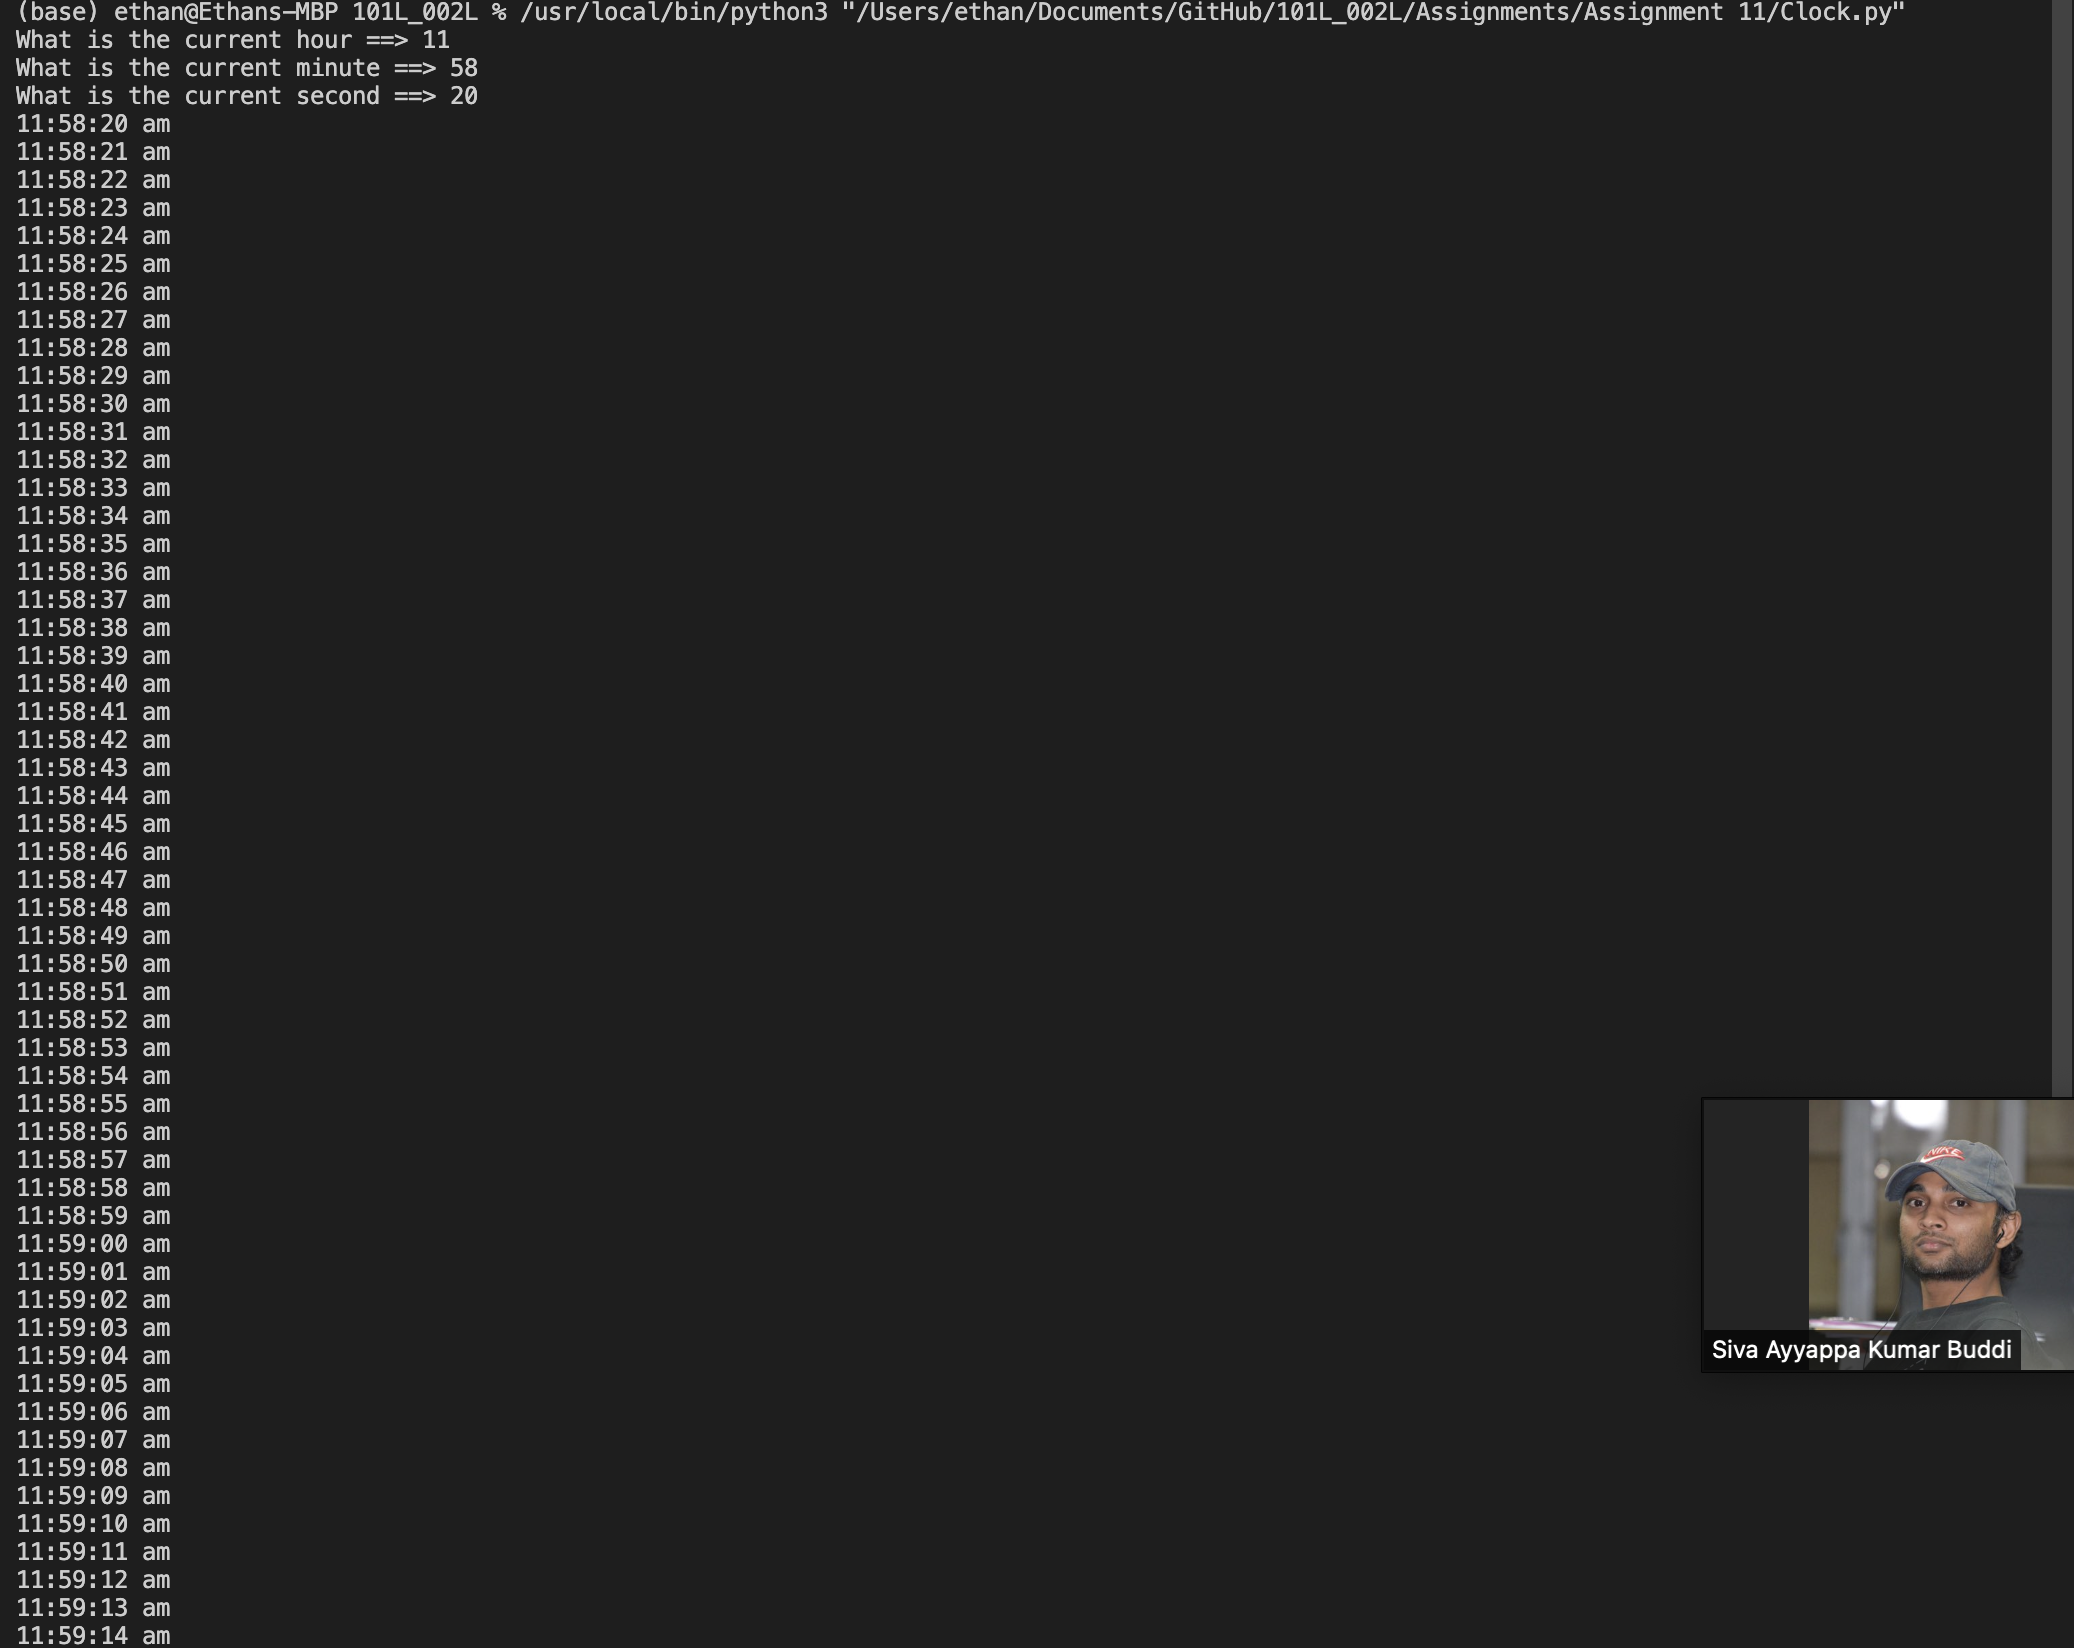 (base) ethan@Ethans-MBP 101L_002L % /usr/local/bin/python3 "/Users/ethan/Documents/GitHub/101L_002L/Assignments/Assignment 11/Clock.py"
What is the current hour ==> 11
What is the current minute ==> 58
What is the current second ==> 20
11:58:20 am
11:58:21 am
11:58:22 am
11:58:23 am
11:58:24 am
11:58:25 am
11:58:26 am
11:58:27 am
11:58:28 am
11:58:29 am
11:58:30 am
11:58:31 am
11:58:32 am
11:58:33 am
11:58:34 am
11:58:35 am
11:58:36 am
11:58:37 am
11:58:38 am
11:58:39 am
11:58:40 am
11:58:41 am
11:58:42 am
11:58:43 am
11:58:44 am
11:58:45 am
11:58:46 am
11:58:47 am
11:58:48 am
11:58:49 am
11:58:50 am
11:58:51 am
11:58:52 am
11:58:53 am
11:58:54 am
11:58:55 am
11:58:56 am
11:58:57 am
11:58:58 am
11:58:59 am
11:59:00 am
11:59:01 am
11:59:02 am
11:59:03 am
11:59:04 am
11:59:05 am
11:59:06 am
11:59:07 am
11:59:08 am
11:59:09 am
11:59:10 am
11:59:11 am
11:59:12 am
11:59:13 am
11:59:14 am
NIKE
Siva Ayyappa Kumar Buddi